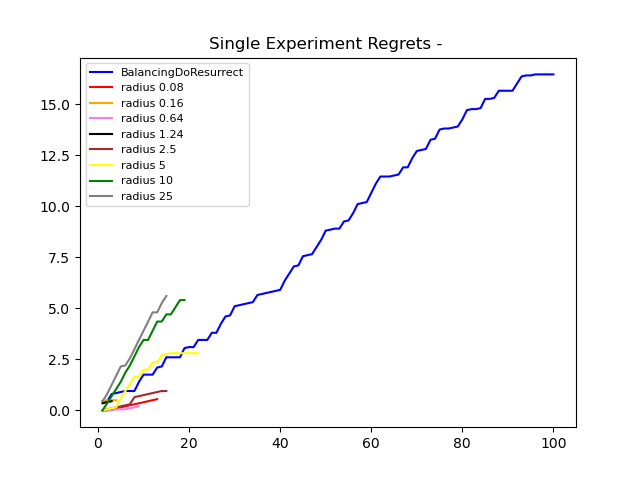 Single Experiment Regrets -
BalancingDoResurrect
radius 0.08
radius 0.16
radius 0.64
radius 1.24
radius 2.5
radius 5
radius 10
radius 25
15.0
12.5
10.0
7.5
5.0
2.5
0.0
0 20 40 60 80 100